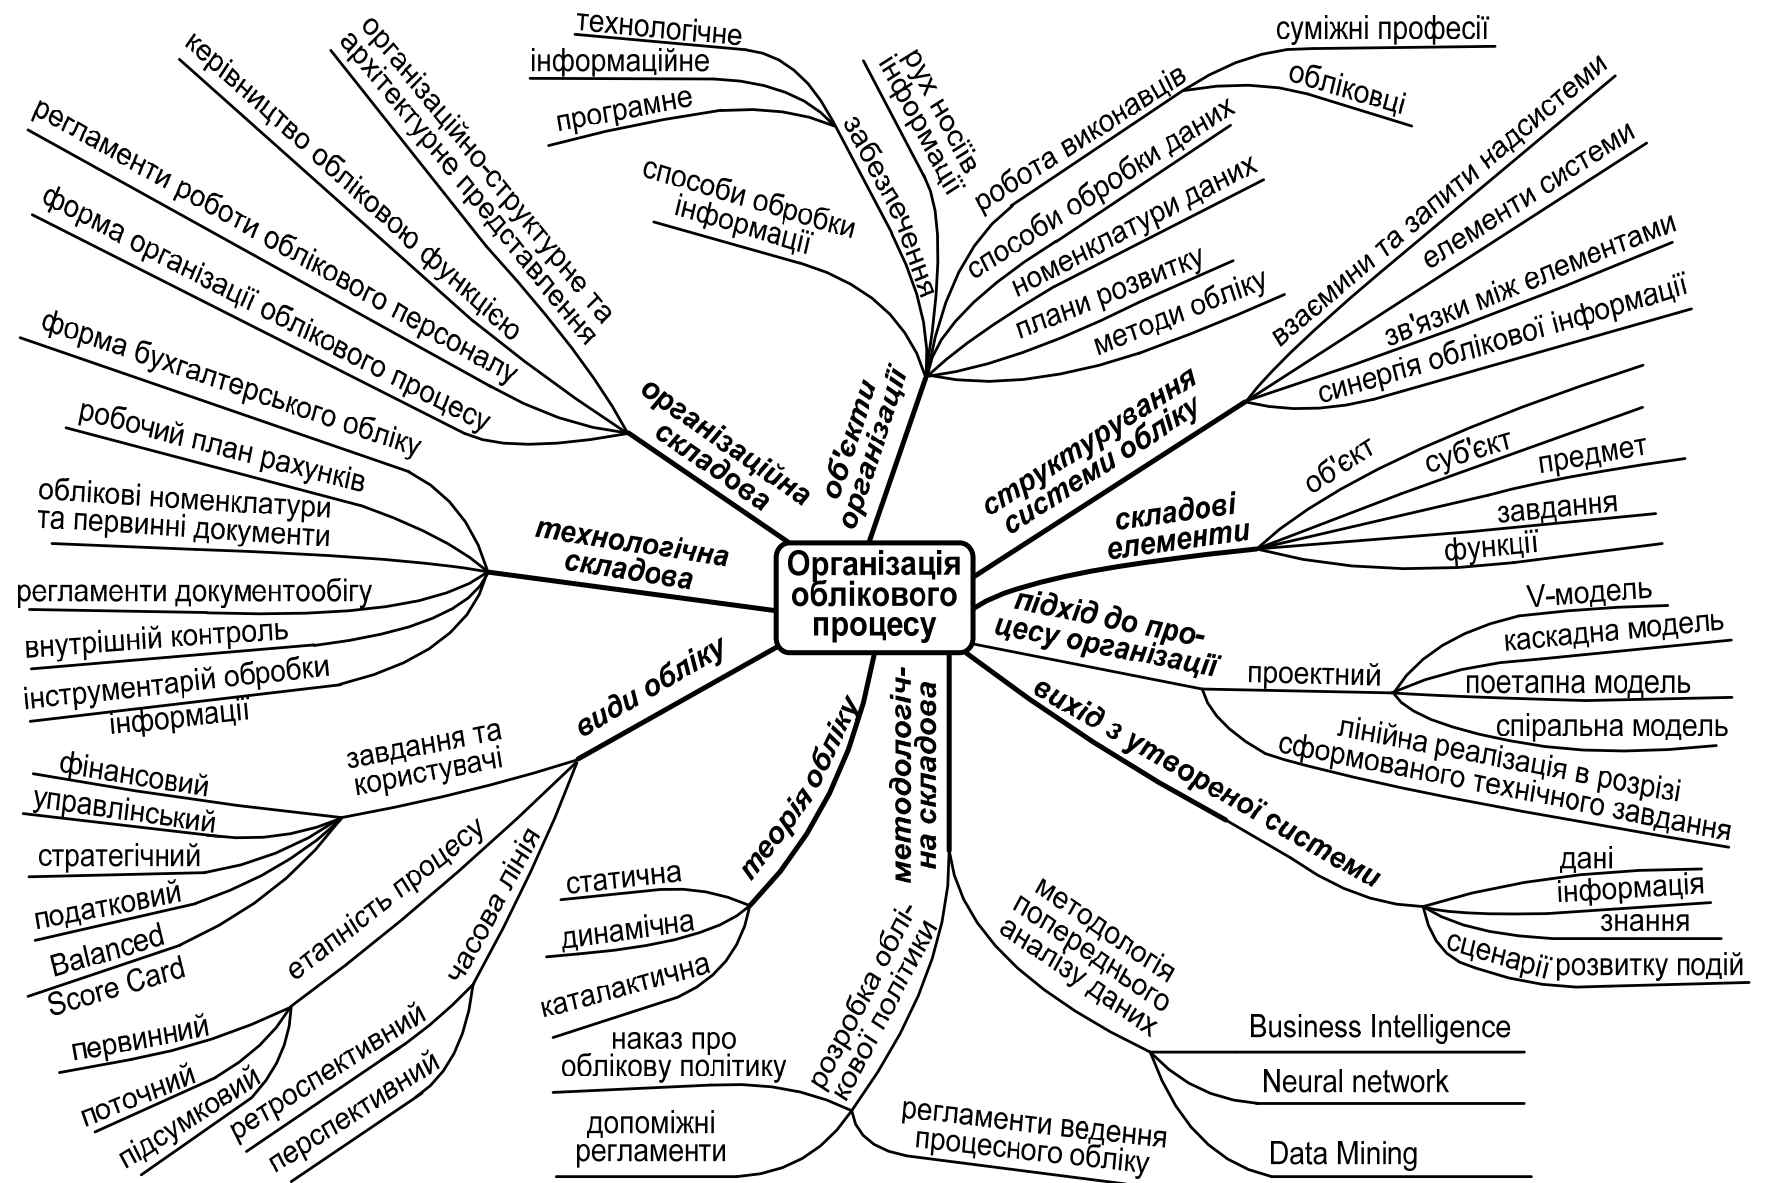 Організація
облікового
процесу
організаційна
складова
організаційно-структурне та
архітектурне представлення
керівництво обліковою функцією
регламенти роботи облікового персоналу
форма організації облікового процесу
об'єкти
організації
способи обробки
інформації
забезпечення
технологічне
інформаційне
програмне
рух носіїв
інформації
робота виконавців
суміжні професії
обліковці
способи обробки даних
номенклатури даних
плани розвитку
методи обліку
структурування
системи обліку
взаємини та запити надсистеми
елементи системи
зв'язки між елементами
синергія облікової інформації
складові
елементи
об'єкт
суб'єкт
предмет
завдання
функції
підхід до про-
цесу організації
проектний
V-модель
каскадна модель
поетапна модель
спіральна модель
лінійна реалізація в розрізі
сформованого технічного завдання
вихід з утвореної системи
дані
інформація
знання
сценарії розвитку подій
методологіч-
на складова
методологія
попереднього
аналізу даних
Business Intelligence
Neural network
Data Mining
розробка облі-
кової політики
наказ про
облікову політику
допоміжні
регламенти
регламенти ведення
процесного обліку
теорія обліку
статична
динамічна
каталактична
види обліку
завдання та
користувачі
фінансовий
управлінський
стратегічний
податковий
Balanced
Score Card
етапність процесу
первинний
поточний
підсумковий
часова лінія
ретроспективний
перспективний
технологічна
складова
форма бухгалтерського обліку
робочий план рахунків
облікові номенклатури
та первинні документи
регламенти документообігу
внутрішній контроль
інструментарій обробки
інформації